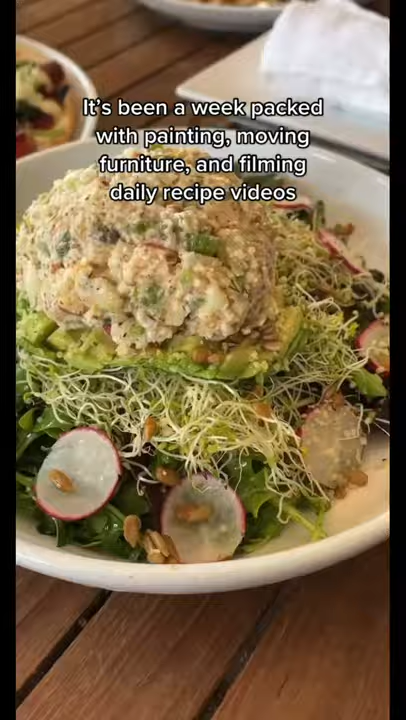 It's been a week packed
with painting, moving
furniture, and filming
daily recipe videos